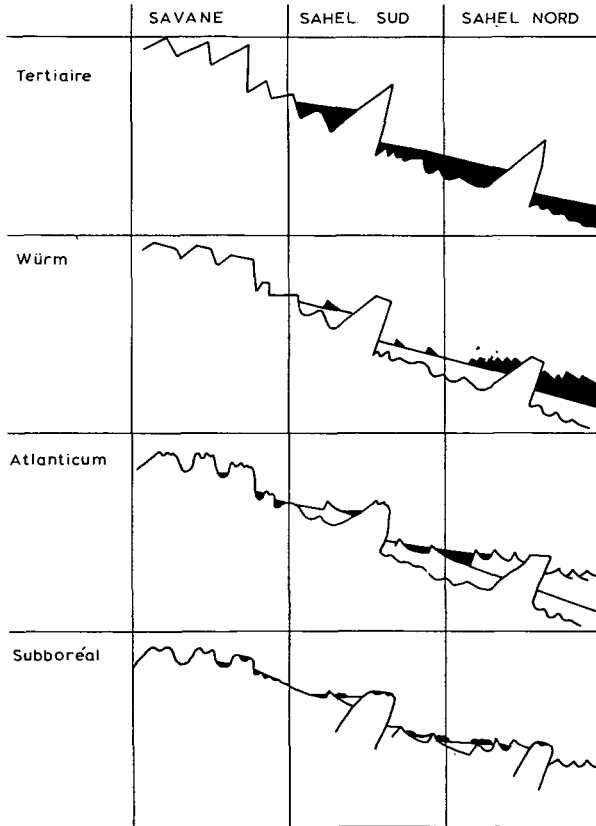 SAVANE SAHEL SUD SAHEL NORD
Tertiaire
Würm
Atlanticum
Subboréal